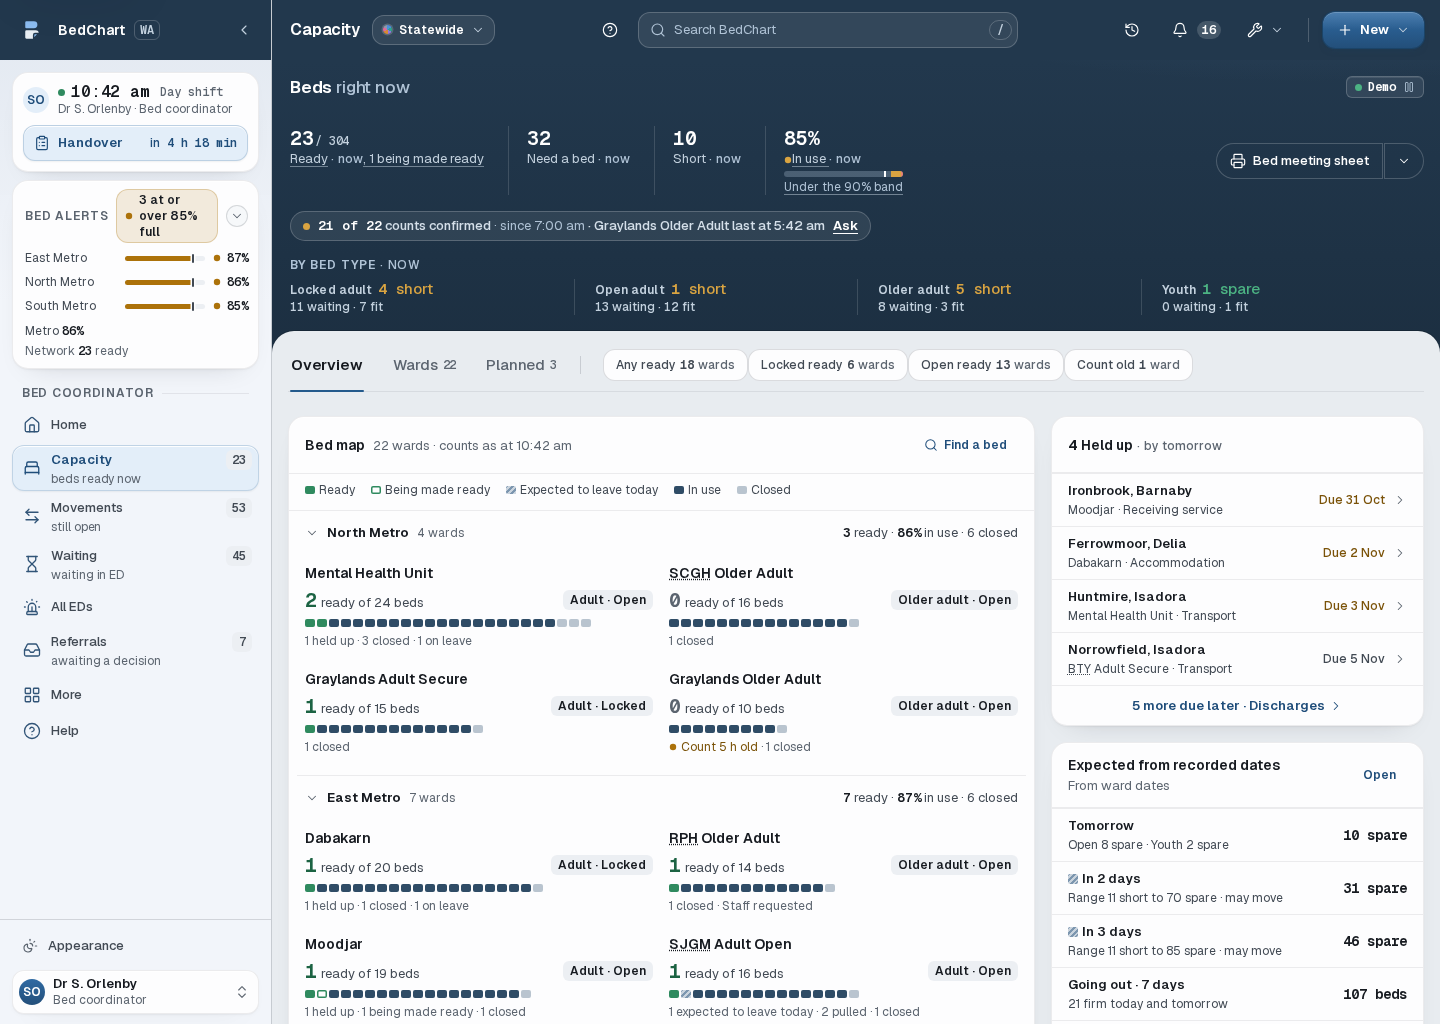 BedChart WA
SO
10:42 am Day shift
Dr S. Orlenby · Bed coordinator
Handover in 4 h 18 min
BED ALERTS
3 at or over 85% full
East Metro 87%
North Metro 86%
South Metro 85%
Metro 86%
Network 23 ready
BED COORDINATOR
Home
Capacity 23
beds ready now
Movements 53
still open
Waiting 45
waiting in ED
All EDs
Referrals 7
awaiting a decision
More
Help
Appearance
SO
Dr S. Orlenby
Bed coordinator
Capacity Statewide
Search BedChart /
16
New
Beds right now
Demo
23 / 304
Ready · now, 1 being made ready
32
Need a bed · now
10
Short · now
85%
In use · now
Under the 90% band
Bed meeting sheet
21 of 22 counts confirmed · since 7:00 am · Graylands Older Adult last at 5:42 am Ask
BY BED TYPE · NOW
Locked adult 4 short
11 waiting · 7 fit
Open adult 1 short
13 waiting · 12 fit
Older adult 5 short
8 waiting · 3 fit
Youth 1 spare
0 waiting · 1 fit
Overview
Wards 22
Planned 3
Any ready 18 wards
Locked ready 6 wards
Open ready 13 wards
Count old 1 ward
Bed map 22 wards · counts as at 10:42 am
Find a bed
Ready Being made ready Expected to leave today In use Closed
North Metro 4 wards
3 ready · 86% in use · 6 closed
Mental Health Unit
2 ready of 24 beds
Adult · Open
1 held up · 3 closed · 1 on leave
SCGH Older Adult
0 ready of 16 beds
Older adult · Open
1 closed
Graylands Adult Secure
1 ready of 15 beds
Adult · Locked
1 closed
Graylands Older Adult
0 ready of 10 beds
Older adult · Open
Count 5 h old · 1 closed
East Metro 7 wards
7 ready · 87% in use · 6 closed
Dabakarn
1 ready of 20 beds
Adult · Locked
1 held up · 1 closed · 1 on leave
RPH Older Adult
1 ready of 14 beds
Older adult · Open
1 closed · Staff requested
Moodjar
1 ready of 19 beds
Adult · Open
1 held up · 1 being made ready · 1 closed
SJGM Adult Open
1 ready of 16 beds
Adult · Open
1 expected to leave today · 2 pulled · 1 closed
4 Held up · by tomorrow
Ironbrook, Barnaby
Moodjar · Receiving service
Due 31 Oct
Ferrowmoor, Delia
Dabakarn · Accommodation
Due 2 Nov
Huntmire, Isadora
Mental Health Unit · Transport
Due 3 Nov
Norrowfield, Isadora
BTY Adult Secure · Transport
Due 5 Nov
5 more due later · Discharges
Expected from recorded dates
From ward dates
Open
Tomorrow
Open 8 spare · Youth 2 spare
10 spare
In 2 days
Range 11 short to 70 spare · may move
31 spare
In 3 days
Range 11 short to 85 spare · may move
46 spare
Going out · 7 days
21 firm today and tomorrow
107 beds